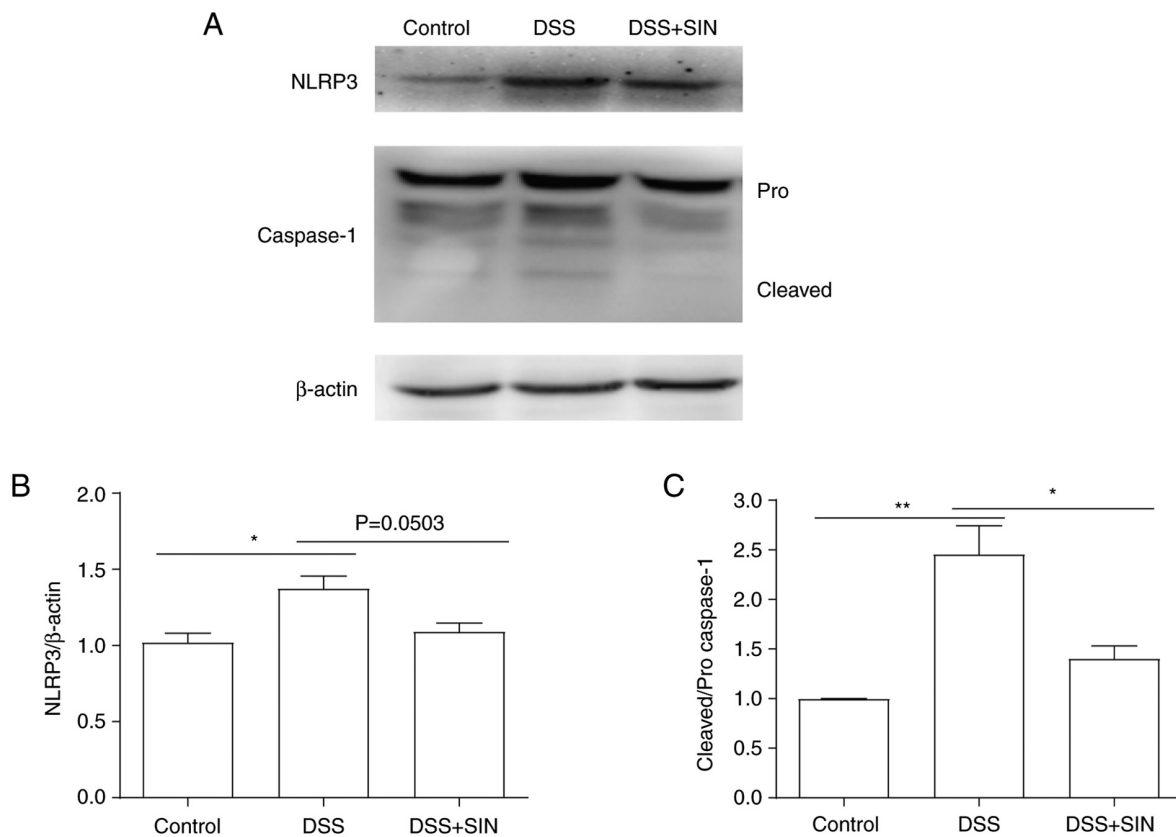 A
Control DSS DSS+SIN
NLRP3
Pro
Caspase-1
Cleaved
β-actin
B
NLRP3/β-actin
2.0
1.5
1.0
0.5
0.0
*
P=0.0503
Control DSS DSS+SIN
C
Cleaved/Pro caspase-1
3.0
2.5
2.0
1.5
1.0
0.5
0.0
**
*
Control DSS DSS+SIN